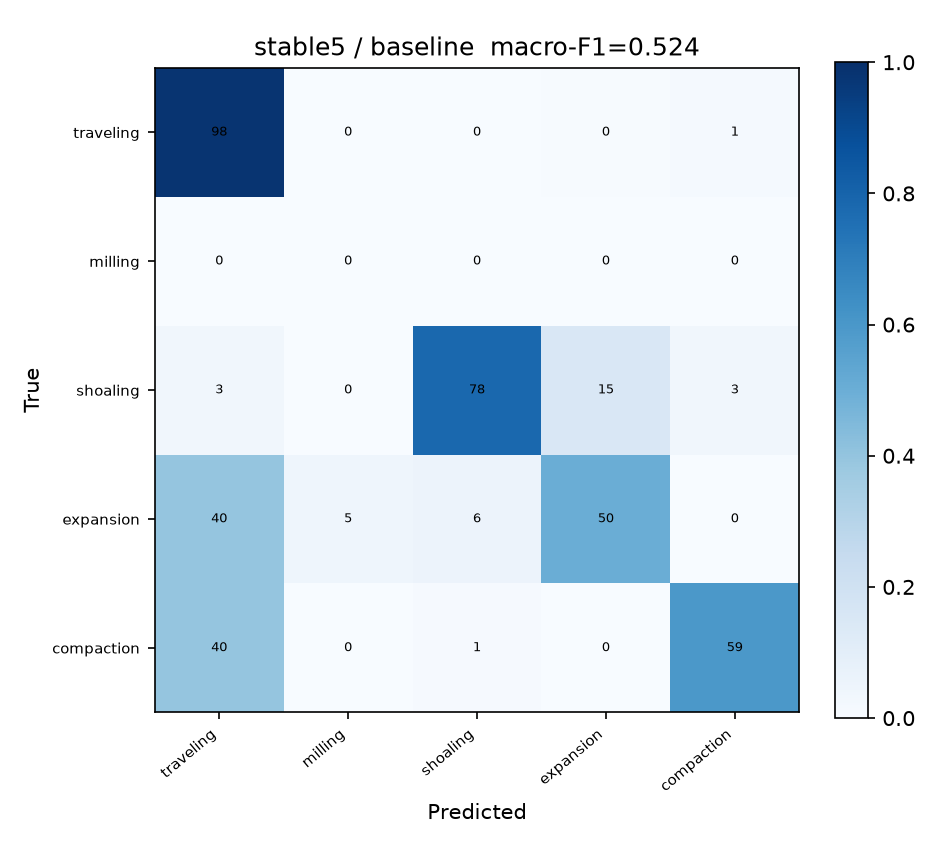 stable5 / baseline macro-F1=0.524
1.0
traveling 98 0 0 0 1
0.8
milling 0 0 0 0 0
0.6
shoaling 3 0 78 15 3
True
0.4
expansion 40 5 6 50 0
0.2
compaction 40 0 1 0 59
0.0
traveling milling shoaling expansion compaction
Predicted